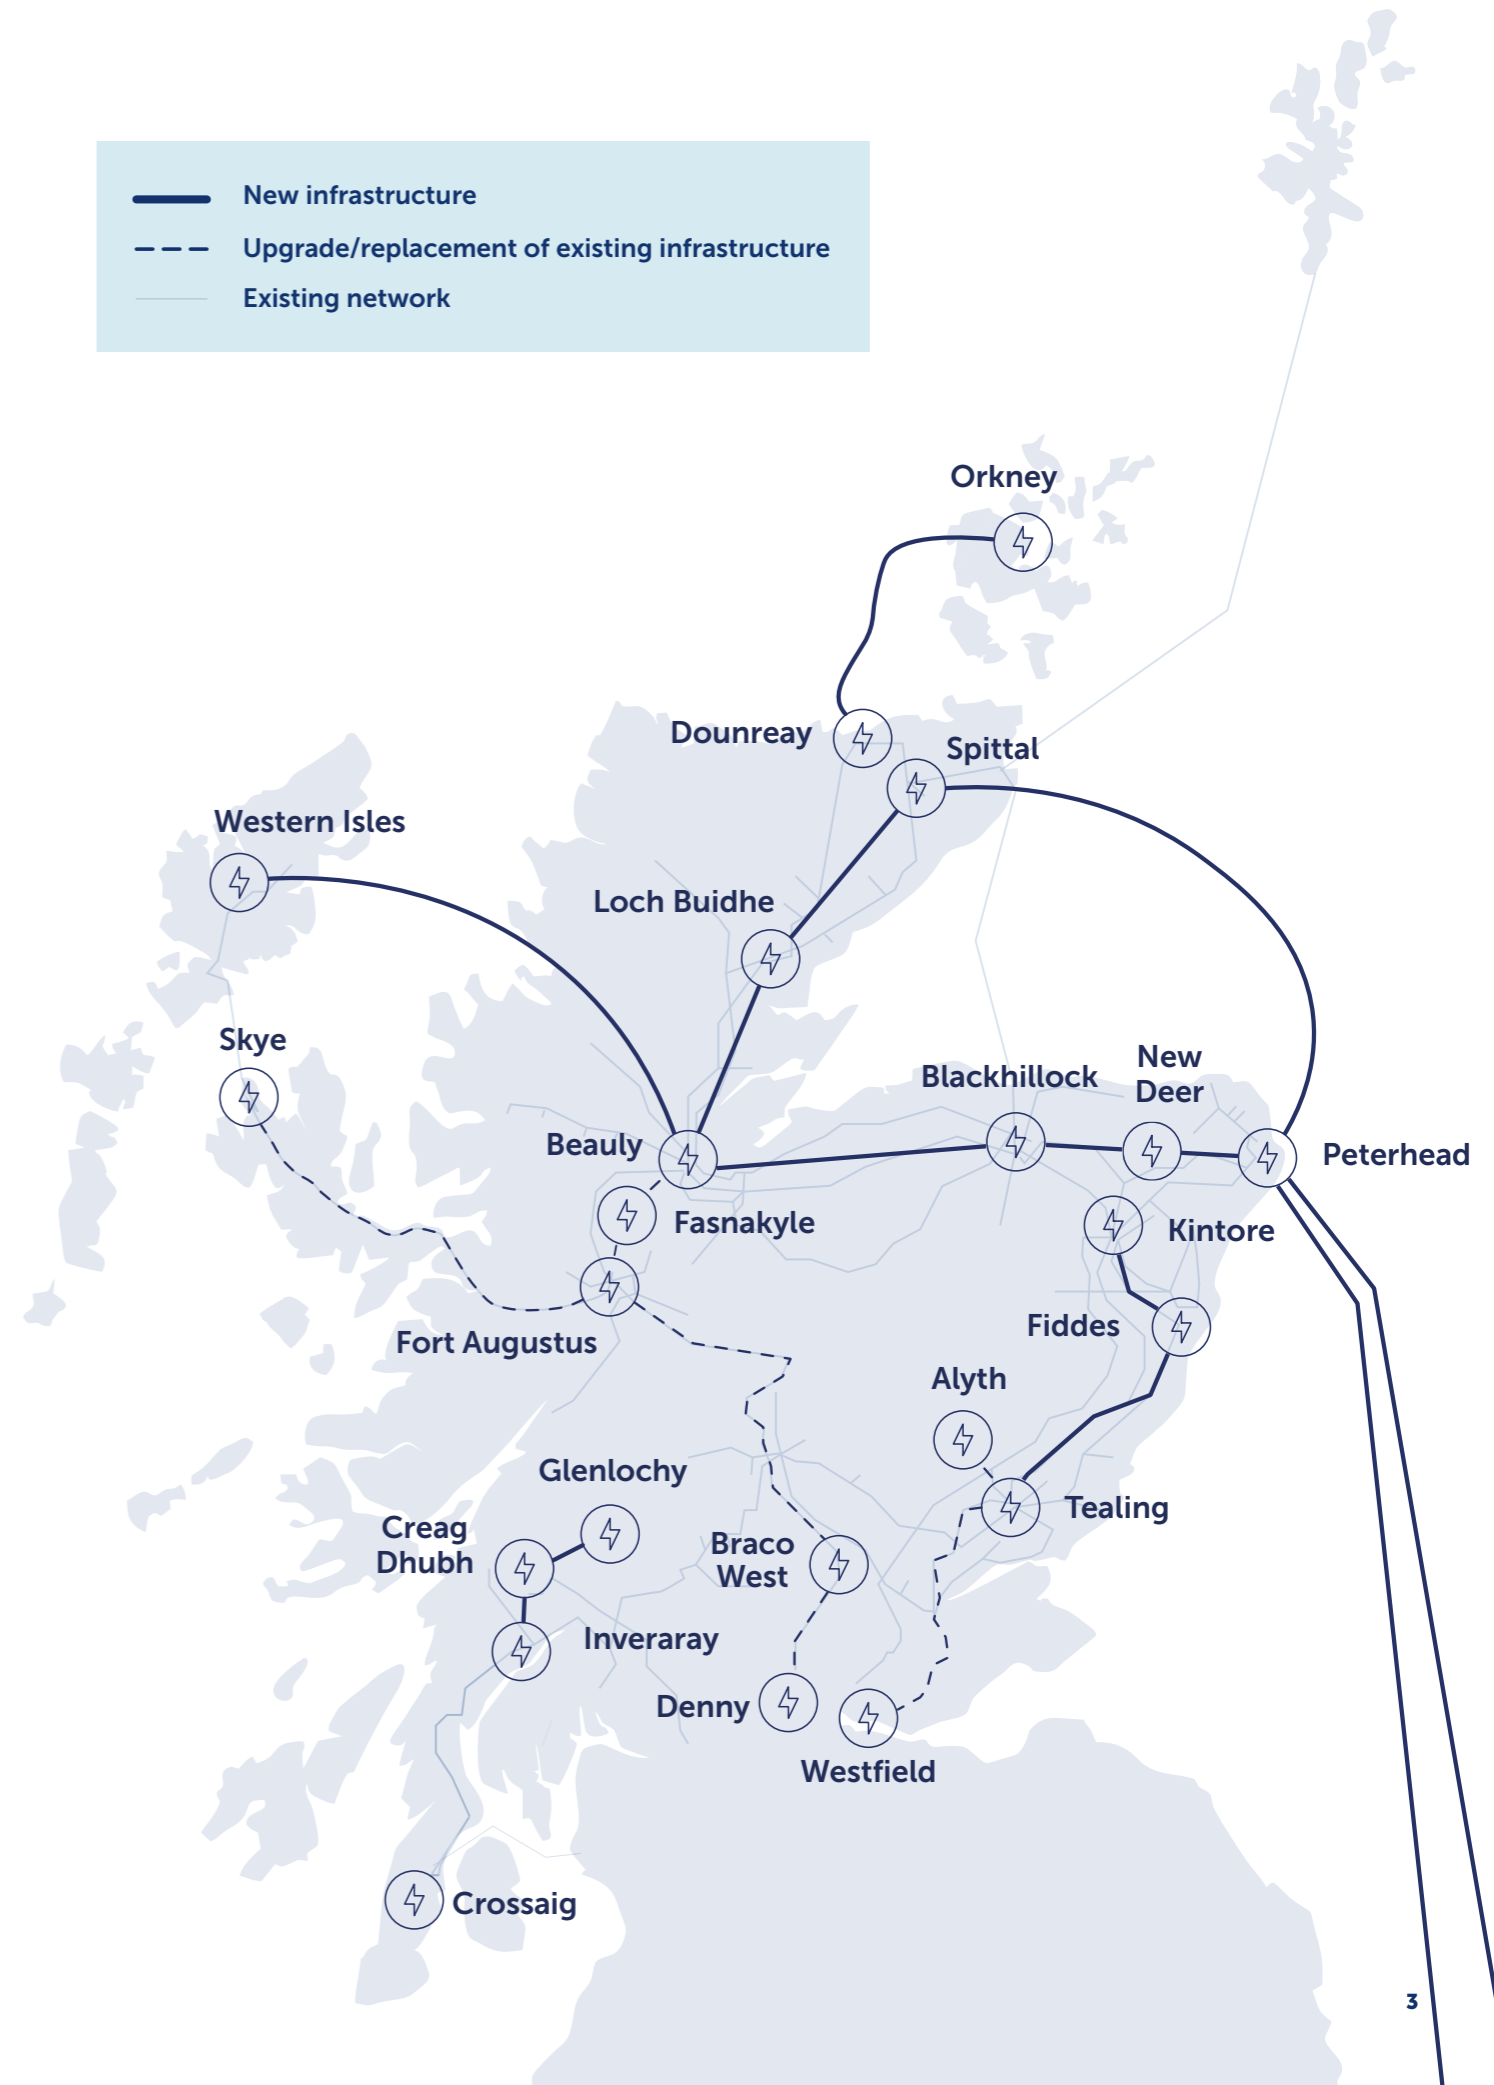 New infrastructure
Upgrade/replacement of existing infrastructure
Existing network
Orkney
Dounreay
Spittal
Western Isles
Loch Buidhe
Skye
Blackhillock
New
Deer
Beauly
Peterhead
Fasnakyle
Kintore
Fort Augustus
Fiddes
Alyth
Glenlochy
Tealing
Creag
Dhubh
Braco
West
Inveraray
Denny
Westfield
Crossaig
3